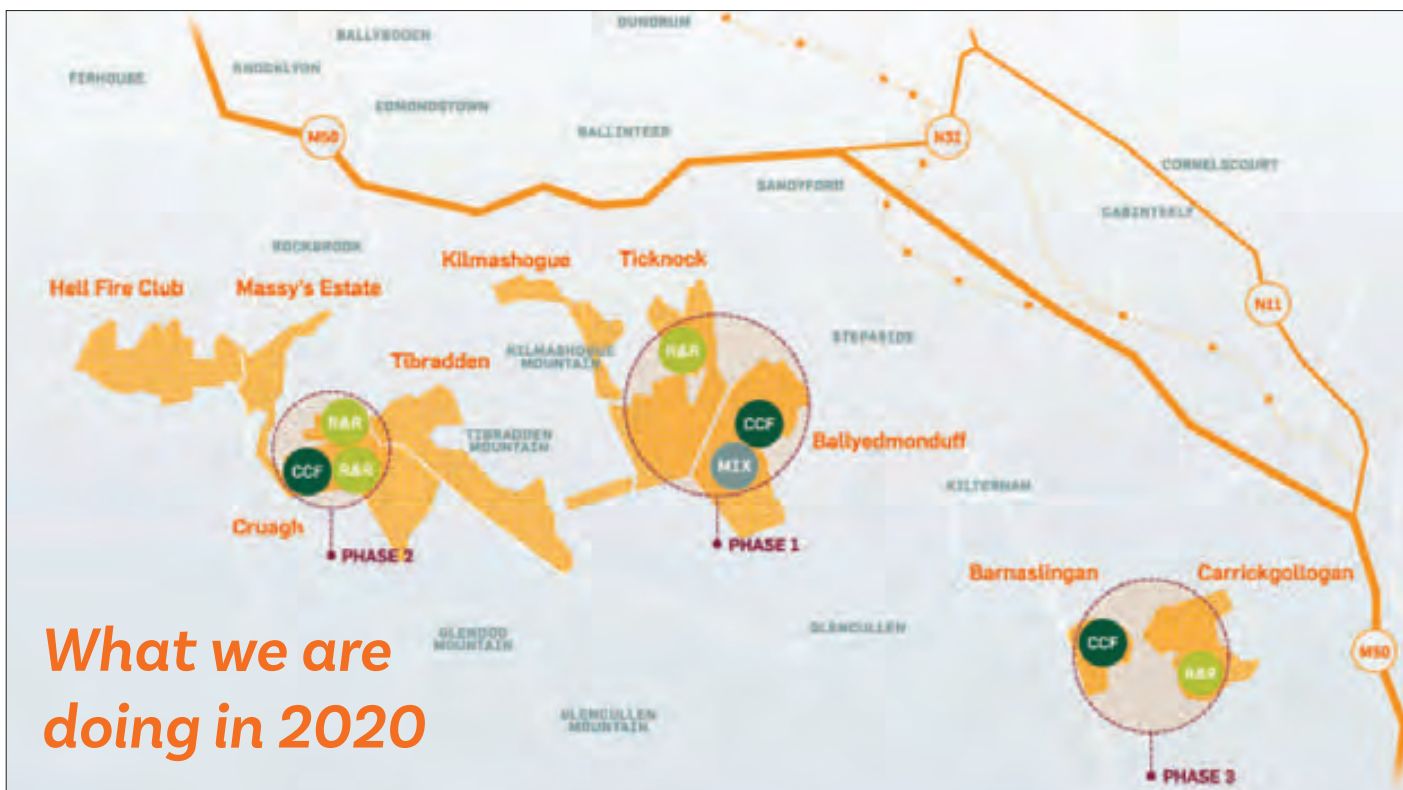 DUNDRUM
BALLYBODEN
KNOCKLYON
FIRHOUSE
EDMONDSTOWN
BALLINTEER
M50
N31
CORNELSCOURT
SANDYFORD
CABINTEELY
ROCKBROOK
Kilmashogue
Ticknock
Hell Fire Club
Massy's Estate
N11
STEPASIDE
KILMASHOGUE
MOUNTAIN
R&R
Tibradden
R&R
CCF
TIBRADDEN
MOUNTAIN
Ballyedmonduff
CCF
R&R
MIX
KILTERNAN
Cruagh
PHASE 2
PHASE 1
Barnaslingan
Carrickgollogan
What we are
doing in 2020
GLENDOO
MOUNTAIN
GLENCULLEN
CCF
R&R
M50
GLENCULLEN
MOUNTAIN
PHASE 3